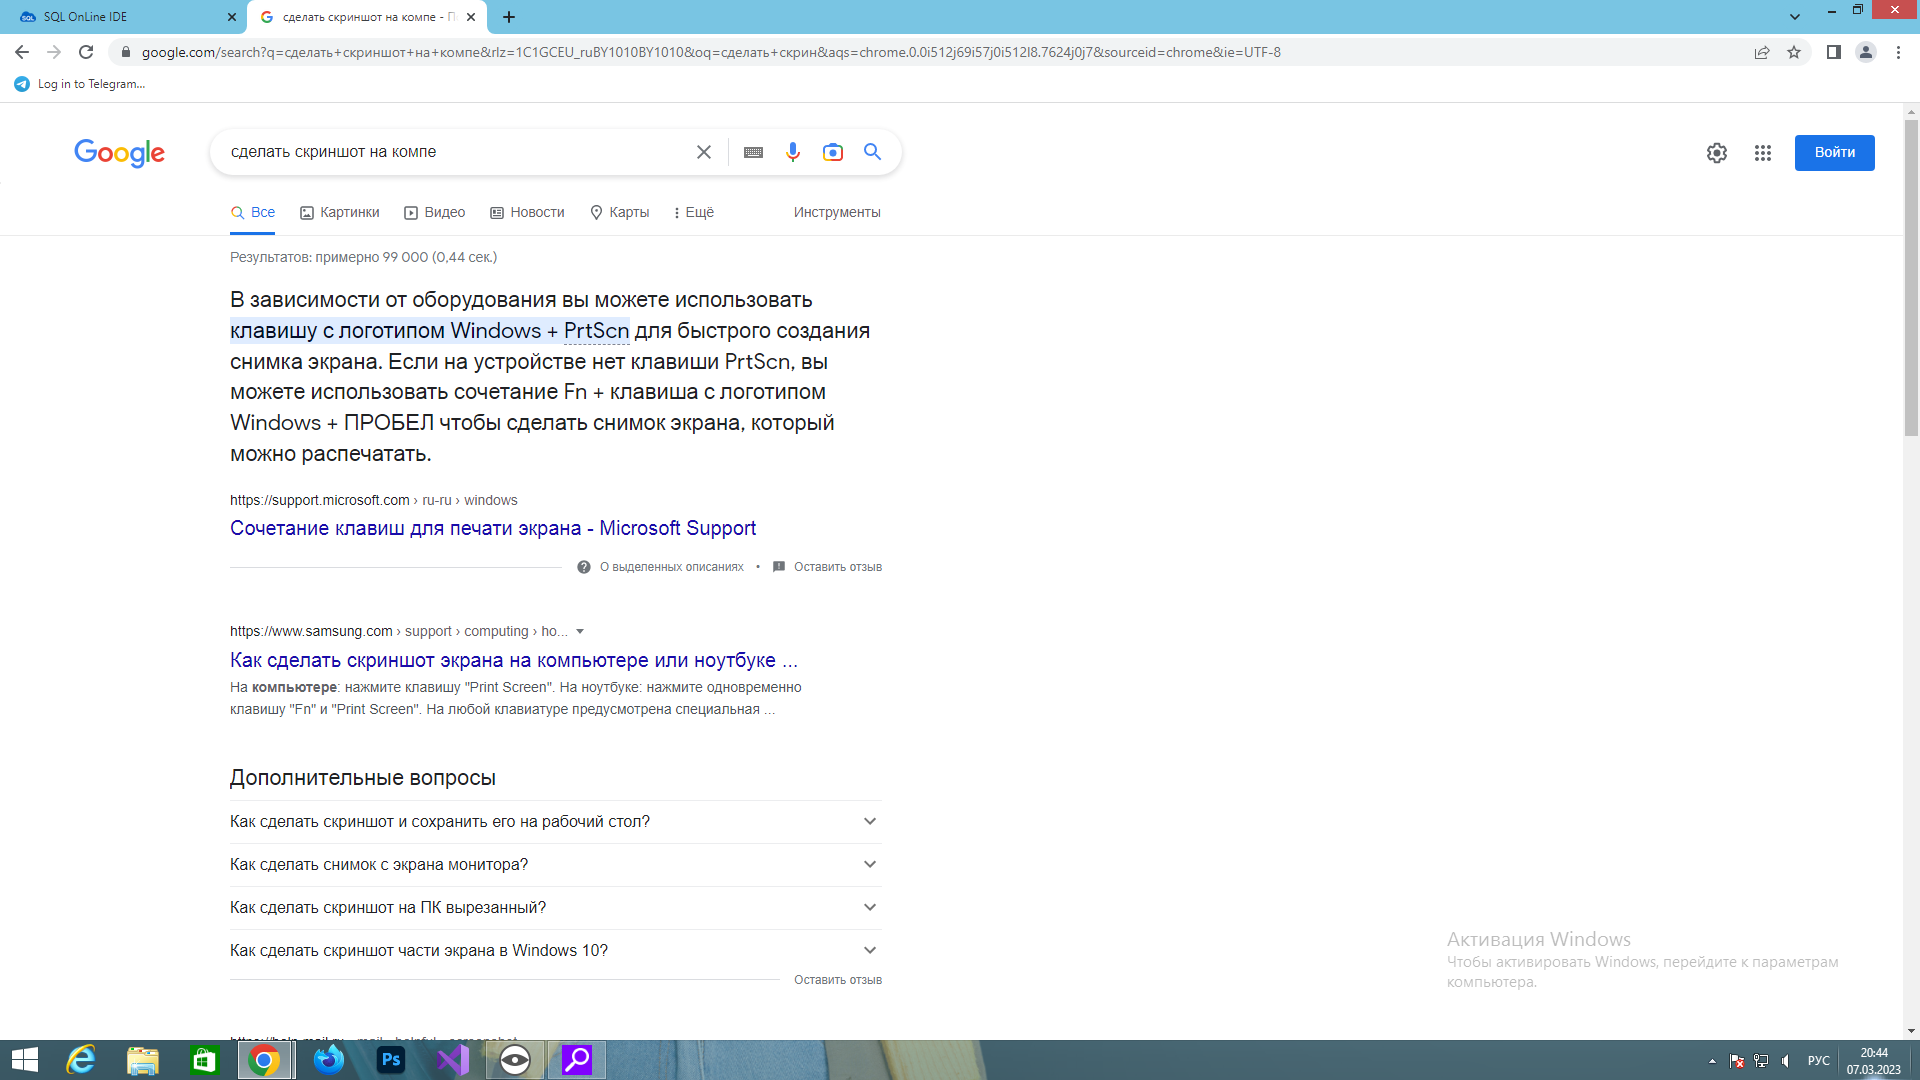 SQL OnLine IDE
сделать скриншот на компе - П
google.com/search?q=сделать+скриншот+на+компе&rlz=1C1GCEU_ruBY1010BY1010&oq=сделать+скрин&aqs=chrome.0.0i512j69i57j0i512l8.7624j0j7&sourceid=chrome&ie=UTF-8
Log in to Telegram...
Google
сделать скриншот на компе
Войти
Все
Картинки
Видео
Новости
Карты
Ещё
Инструменты
Результатов: примерно 99 000 (0,44 сек.)
В зависимости от оборудования вы можете использовать
клавишу с логотипом Windows + PrtScn для быстрого создания
снимка экрана. Если на устройстве нет клавиши PrtScn, вы
можете использовать сочетание Fn + клавиша с логотипом
Windows + ПРОБЕЛ чтобы сделать снимок экрана, который
можно распечатать.
https://support.microsoft.com › ru-ru › windows
Сочетание клавиш для печати экрана - Microsoft Support
О выделенных описаниях • Оставить отзыв
https://www.samsung.com › support › computing › ho...
Как сделать скриншот экрана на компьютере или ноутбуке ...
На компьютере: нажмите клавишу "Print Screen". На ноутбуке: нажмите одновременно
клавишу "Fn" и "Print Screen". На любой клавиатуре предусмотрена специальная ...
Дополнительные вопросы
Как сделать скриншот и сохранить его на рабочий стол?
Как сделать снимок с экрана монитора?
Как сделать скриншот на ПК вырезанный?
Как сделать скриншот части экрана в Windows 10?
Оставить отзыв
Активация Windows
Чтобы активировать Windows, перейдите к параметрам
компьютера.
Ps
РУС
20:44
07.03.2023